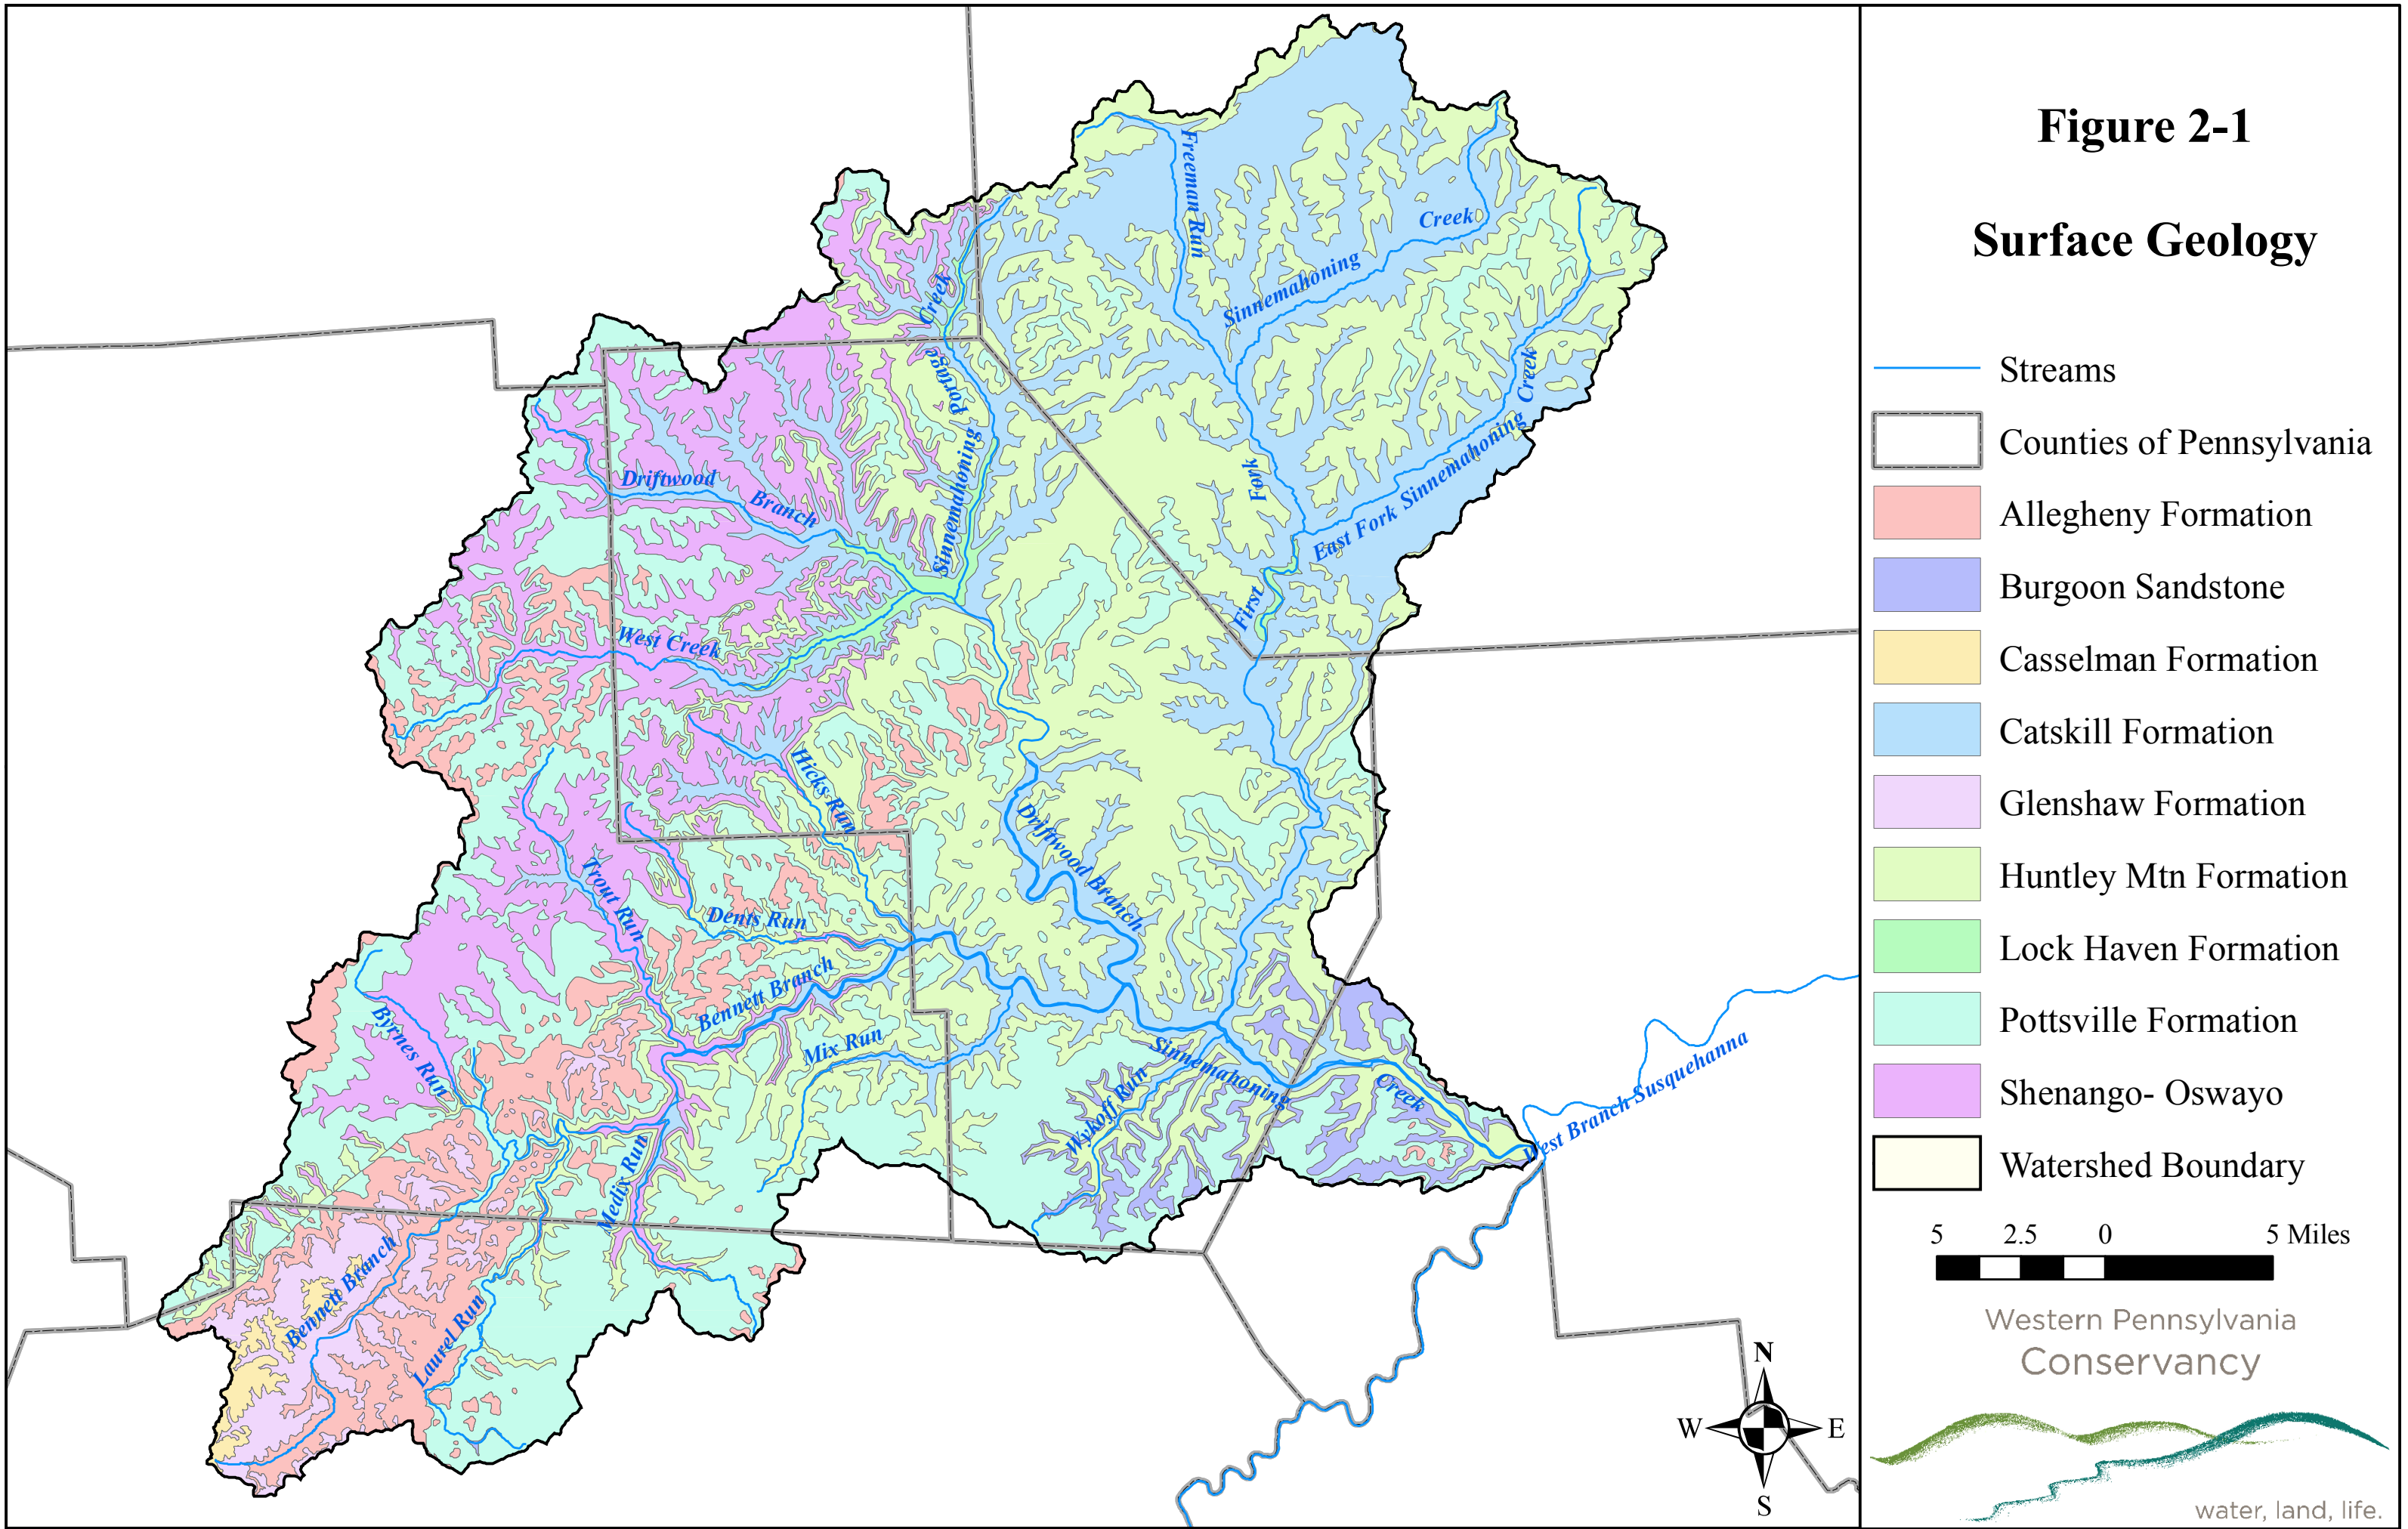 Figure 2-1
Surface Geology
Streams
Counties of Pennsylvania
Allegheny Formation
Burgoon Sandstone
Casselman Formation
Catskill Formation
Glenshaw Formation
Huntley Mtn Formation
Lock Haven Formation
Pottsville Formation
Shenango- Oswayo
Watershed Boundary
5 2.5 0 5 Miles
Western Pennsylvania
Conservancy
water, land, life.
N
W E
S
Freeman Run
Creek
Sinnemahoning
Creek
Portage
Sinnemahoning
Driftwood
Branch
Fork
First
East Fork Sinnemahoning Creek
West Creek
Hicks Run
Driftwood Branch
Trout Run
Dents Run
Bennett Branch
Byrnes Run
Mix Run
Wykoff Run
Sinnemahoning
Creek
West Branch Susquehanna
Medix Run
Bennett Branch
Laurel Run